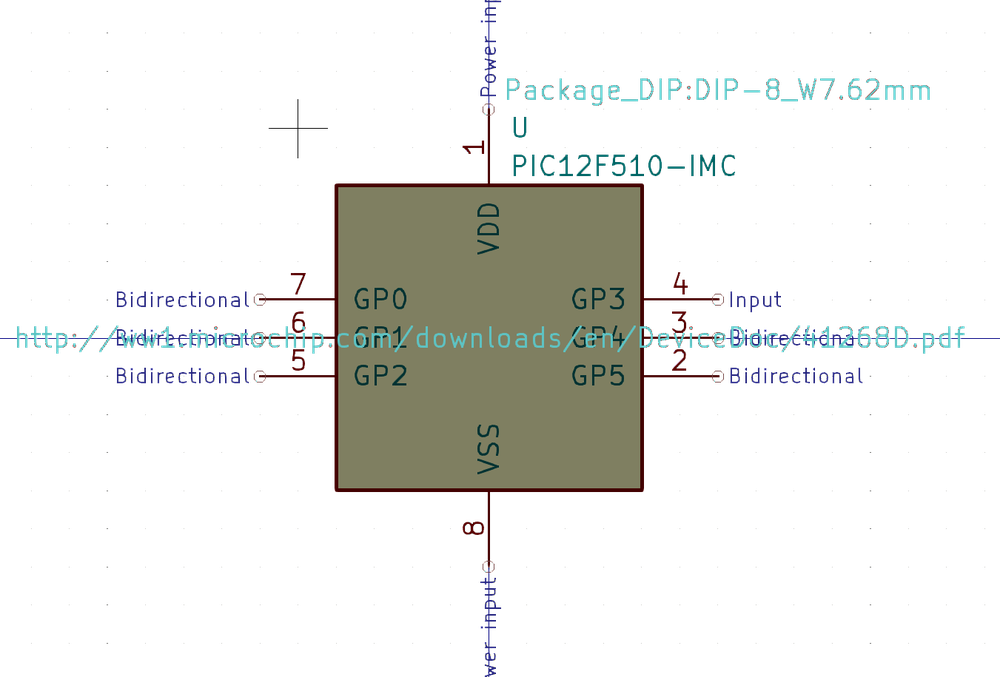 Power inp
Package_DIP:DIP-8_W7.62mm
U
1
PIC12F510-IMC
VDD
Bidirectional 7 GP0 GP3 4 Input
Bidirectional 6 GP1 GP4 3 Bidirectional
http://ww1.microchip.com/downloads/en/DeviceDoc/41268D.pdf
Bidirectional 5 GP2 GP5 2 Bidirectional
VSS
8
wer input